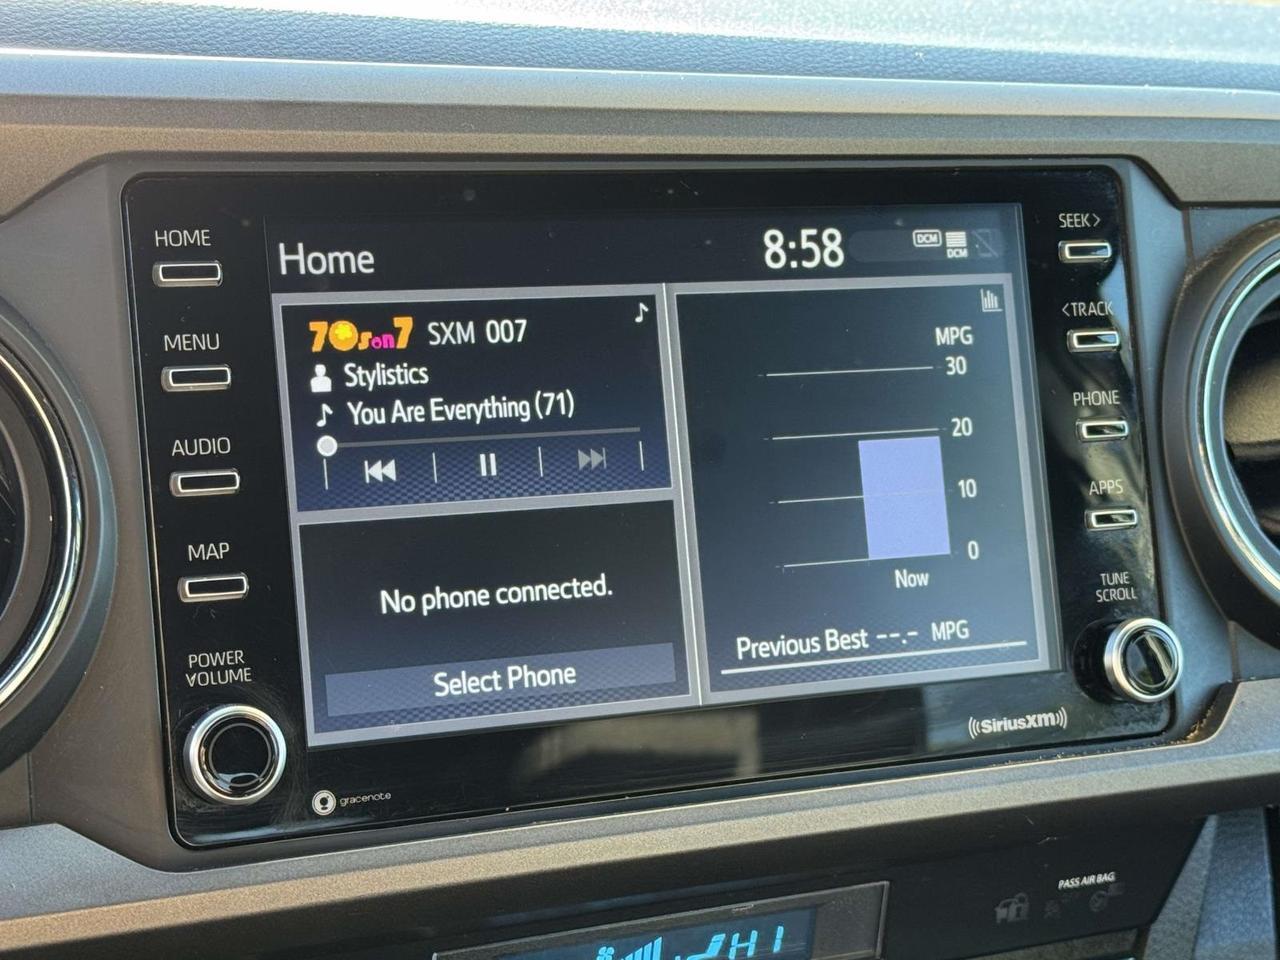 HOME
MENU
AUDIO
MAP
POWER
VOLUME
Home
8:58
DCM
DCM
70s on 7 SXM 007
Stylistics
You Are Everything (71)
No phone connected.
Select Phone
MPG
30
20
10
0
Now
Previous Best --.- MPG
SEEK >
< TRACK
PHONE
APPS
TUNE
SCROLL
((SiriusXM))
gracenote
PASS AIR BAG
HI